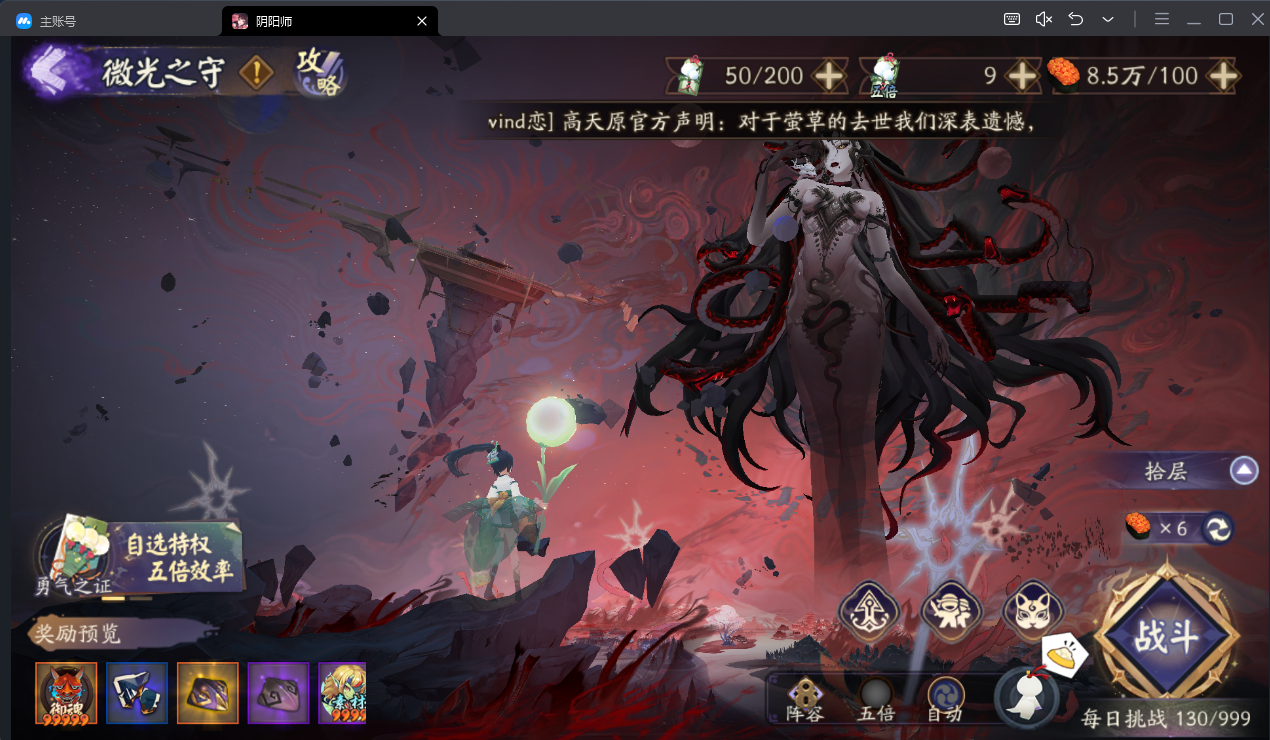 主账号
阴阳师
微光之守
攻略
50/200
五倍
9
8.5万/100
vind恋] 高天原官方声明：对于萤草的去世我们深表遗憾，
拾层
×6
自选特权
五倍效率
勇气之证
奖励预览
战斗
御魂
99999
素材
999
阵容
五倍
自动
每日挑战 130/999